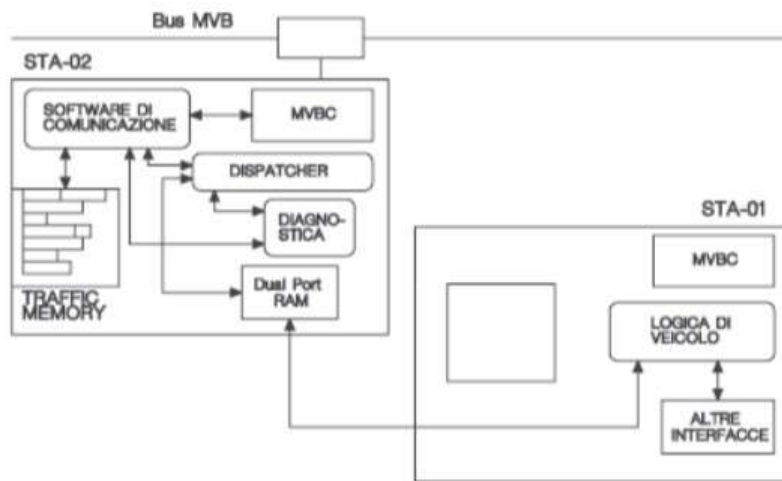 Bus MVB
STA-02
SOFTWARE DI
COMUNICAZIONE
MVBC
DISPATCHER
DIAGNO-
STICA
Dual Port
RAM
TRAFFIC
MEMORY
STA-01
MVBC
LOGICA DI
VEICOLO
ALTRE
INTERFACCE